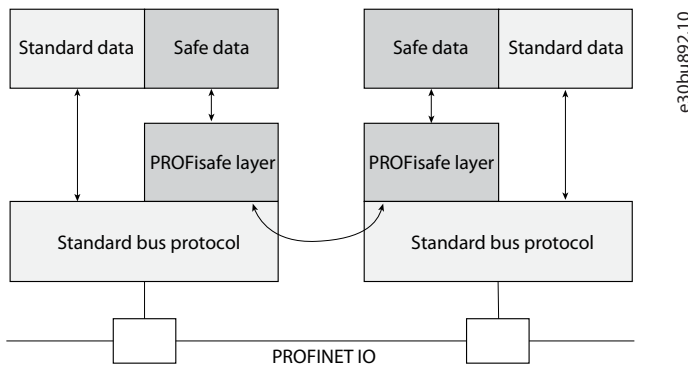 Standard data
Safe data
Safe data
Standard data
PROFisafe layer
PROFisafe layer
Standard bus protocol
Standard bus protocol
PROFINET IO
e30bu892.10